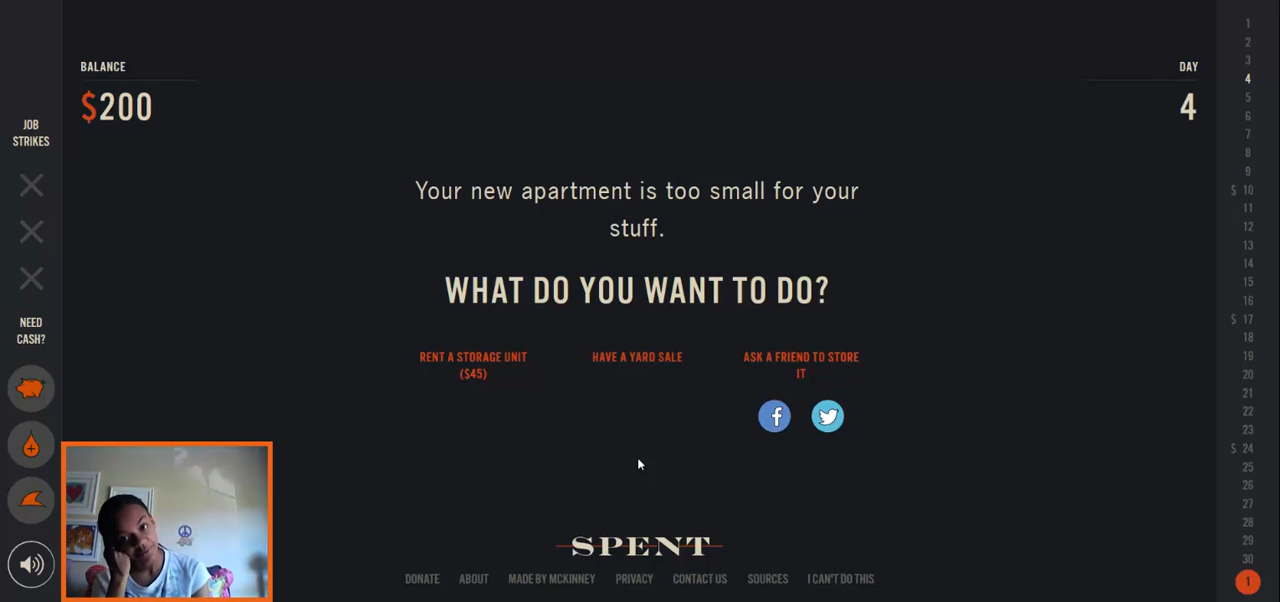 BALANCE
$200
DAY
4
JOB
STRIKES
NEED
CASH?
Your new apartment is too small for your
stuff.
WHAT DO YOU WANT TO DO?
RENT A STORAGE UNIT
($45)
HAVE A YARD SALE
ASK A FRIEND TO STORE
IT
SPENT
DONATE ABOUT MADE BY MCKINNEY PRIVACY CONTACT US SOURCES I CAN'T DO THIS
1
2
3
4
5
6
7
8
9
$ 10
11
12
13
14
15
16
$ 17
18
19
20
21
22
23
$ 24
25
26
27
28
29
30
1